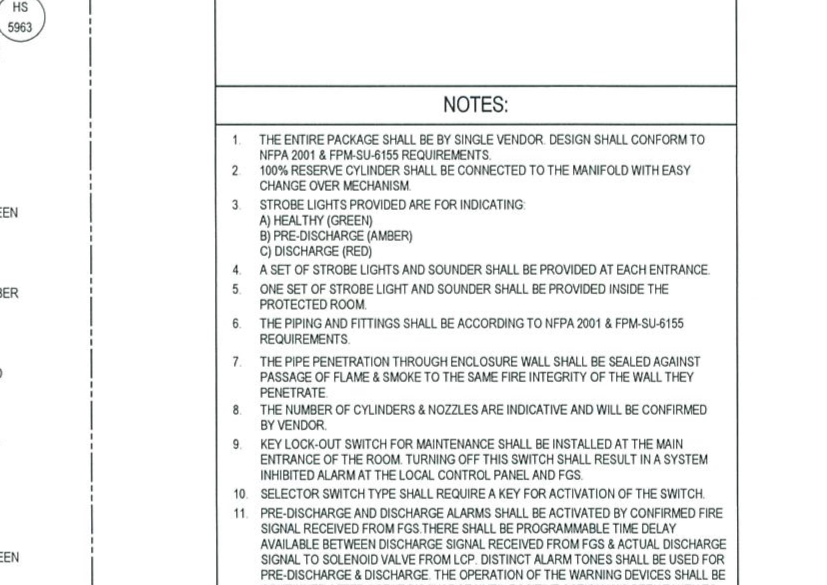 HS
5963
NOTES:
1. THE ENTIRE PACKAGE SHALL BE BY SINGLE VENDOR. DESIGN SHALL CONFORM TO
NFPA 2001 & FPM-SU-6155 REQUIREMENTS.
2. 100% RESERVE CYLINDER SHALL BE CONNECTED TO THE MANIFOLD WITH EASY
CHANGE OVER MECHANISM.
3. STROBE LIGHTS PROVIDED ARE FOR INDICATING:
A) HEALTHY (GREEN)
EEN
B) PRE-DISCHARGE (AMBER)
C) DISCHARGE (RED)
4. A SET OF STROBE LIGHTS AND SOUNDER SHALL BE PROVIDED AT EACH ENTRANCE.
5. ONE SET OF STROBE LIGHT AND SOUNDER SHALL BE PROVIDED INSIDE THE
BER
PROTECTED ROOM.
6. THE PIPING AND FITTINGS SHALL BE ACCORDING TO NFPA 2001 & FPM-SU-6155
REQUIREMENTS.
7. THE PIPE PENETRATION THROUGH ENCLOSURE WALL SHALL BE SEALED AGAINST
PASSAGE OF FLAME & SMOKE TO THE SAME FIRE INTEGRITY OF THE WALL THEY
PENETRATE.
8. THE NUMBER OF CYLINDERS & NOZZLES ARE INDICATIVE AND WILL BE CONFIRMED
BY VENDOR.
9. KEY LOCK-OUT SWITCH FOR MAINTENANCE SHALL BE INSTALLED AT THE MAIN
ENTRANCE OF THE ROOM. TURNING OFF THIS SWITCH SHALL RESULT IN A SYSTEM
INHIBITED ALARM AT THE LOCAL CONTROL PANEL AND FGS.
10. SELECTOR SWITCH TYPE SHALL REQUIRE A KEY FOR ACTIVATION OF THE SWITCH.
11. PRE-DISCHARGE AND DISCHARGE ALARMS SHALL BE ACTIVATED BY CONFIRMED FIRE
SIGNAL RECEIVED FROM FGS.THERE SHALL BE PROGRAMMABLE TIME DELAY
AVAILABLE BETWEEN DISCHARGE SIGNAL RECEIVED FROM FGS & ACTUAL DISCHARGE
SIGNAL TO SOLENOID VALVE FROM LCP. DISTINCT ALARM TONES SHALL BE USED FOR
EEN
PRE-DISCHARGE & DISCHARGE. THE OPERATION OF THE WARNING DEVICES SHALL BE